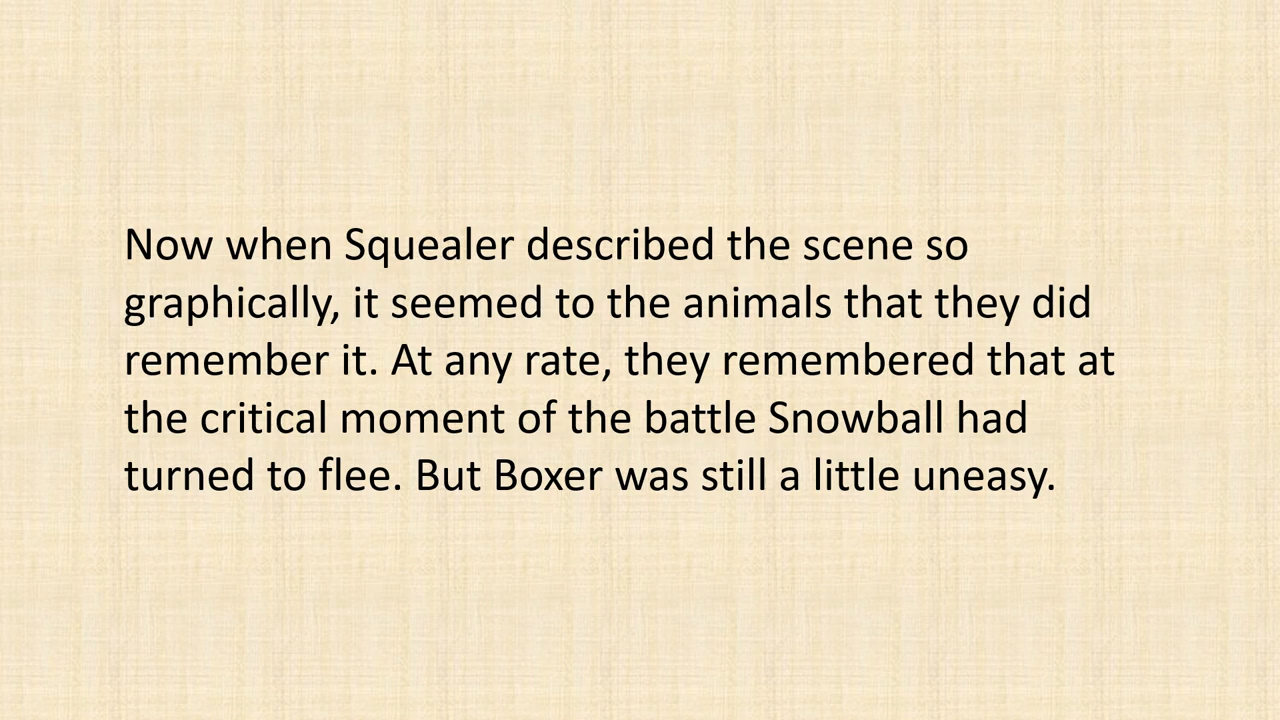 Now when Squealer described the scene so
graphically, it seemed to the animals that they did
remember it. At any rate, they remembered that at
the critical moment of the battle Snowball had
turned to flee. But Boxer was still a little uneasy.